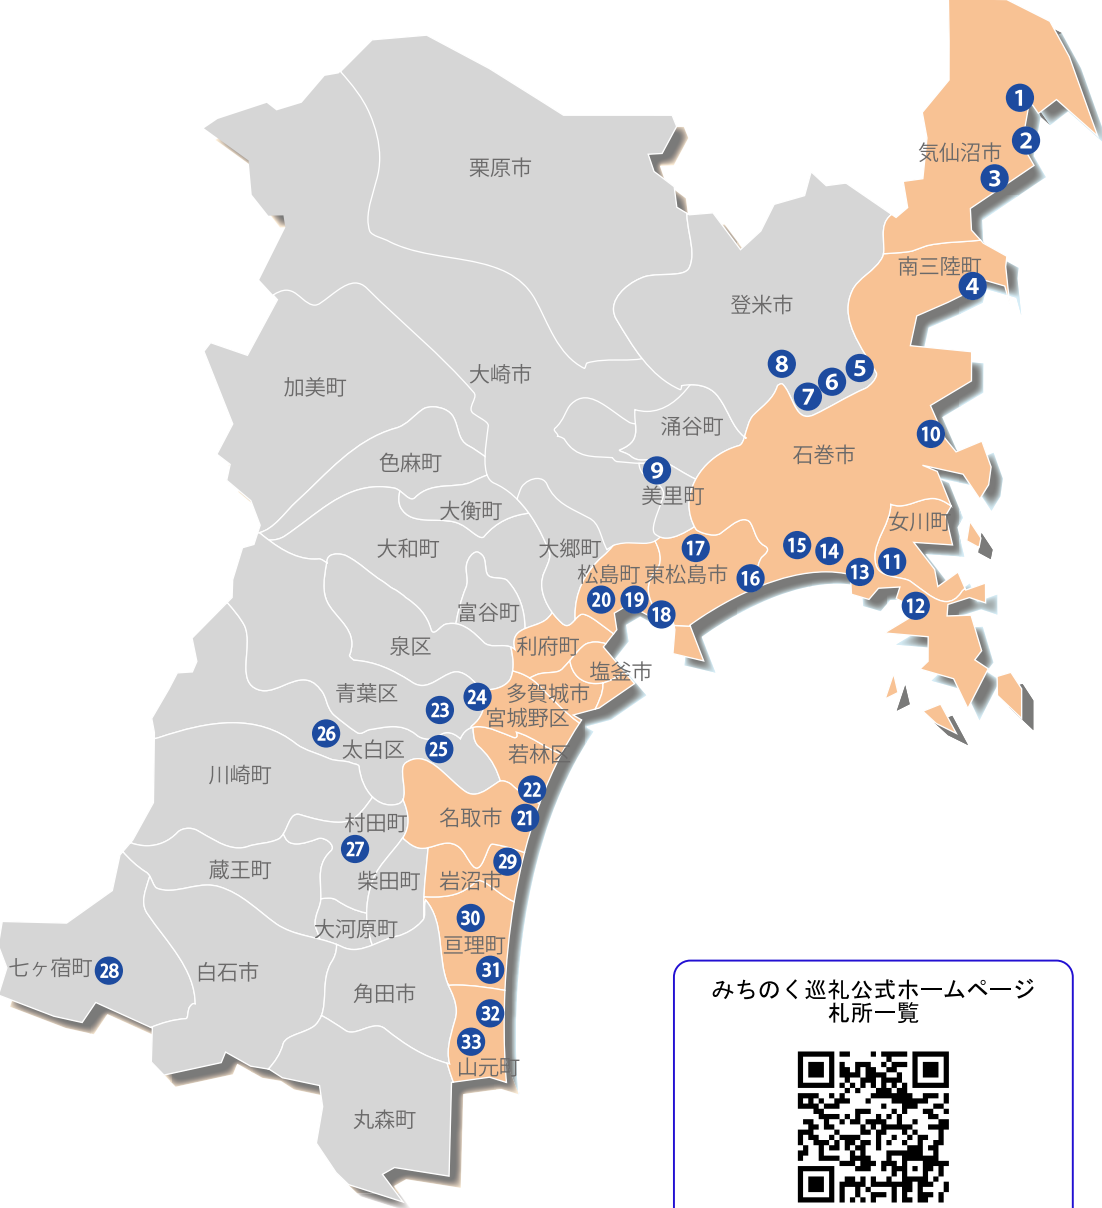 1
2
気仙沼市
3
栗原市
南三陸町
4
登米市
8
5
6
7
大崎市
加美町
涌谷町
10
石巻市
色麻町
9
美里町
大衡町
女川町
大和町
大郷町
17
15
14
11
松島町
東松島市
13
16
20
19
12
富谷町
18
泉区
利府町
塩釜市
青葉区
24
多賀城市
23
宮城野区
26
太白区
25
若林区
川崎町
22
村田町
名取市
21
27
蔵王町
29
柴田町
岩沼市
30
大河原町
亘理町
七ヶ宿町
28
白石市
31
角田市
32
33
山元町
丸森町
みちのく巡礼公式ホームページ
札所一覧